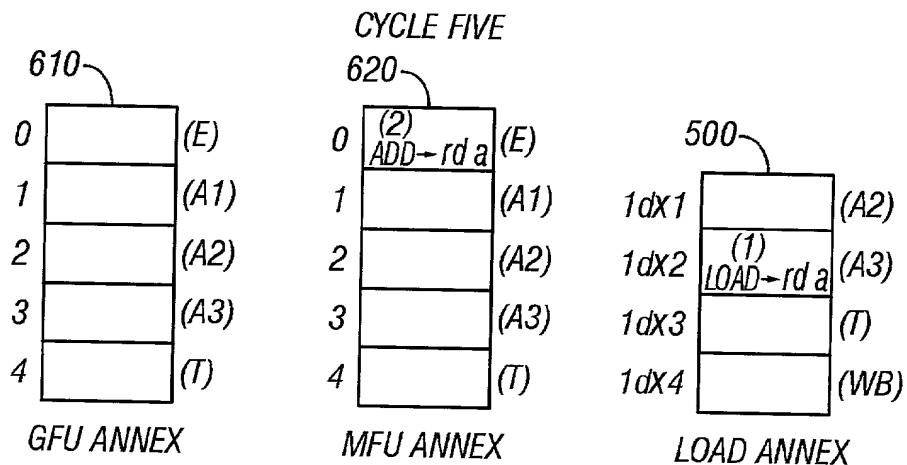 CYCLE FIVE
610
0 (E)
1 (A1)
2 (A2)
3 (A3)
4 (T)
GFU ANNEX
620
0 (2) (E)
ADD→rd a
1 (A1)
2 (A2)
3 (A3)
4 (T)
MFU ANNEX
500
1dX1 (A2)
1dX2 (1) (A3)
LOAD→rd a
1dX3 (T)
1dX4 (WB)
LOAD ANNEX